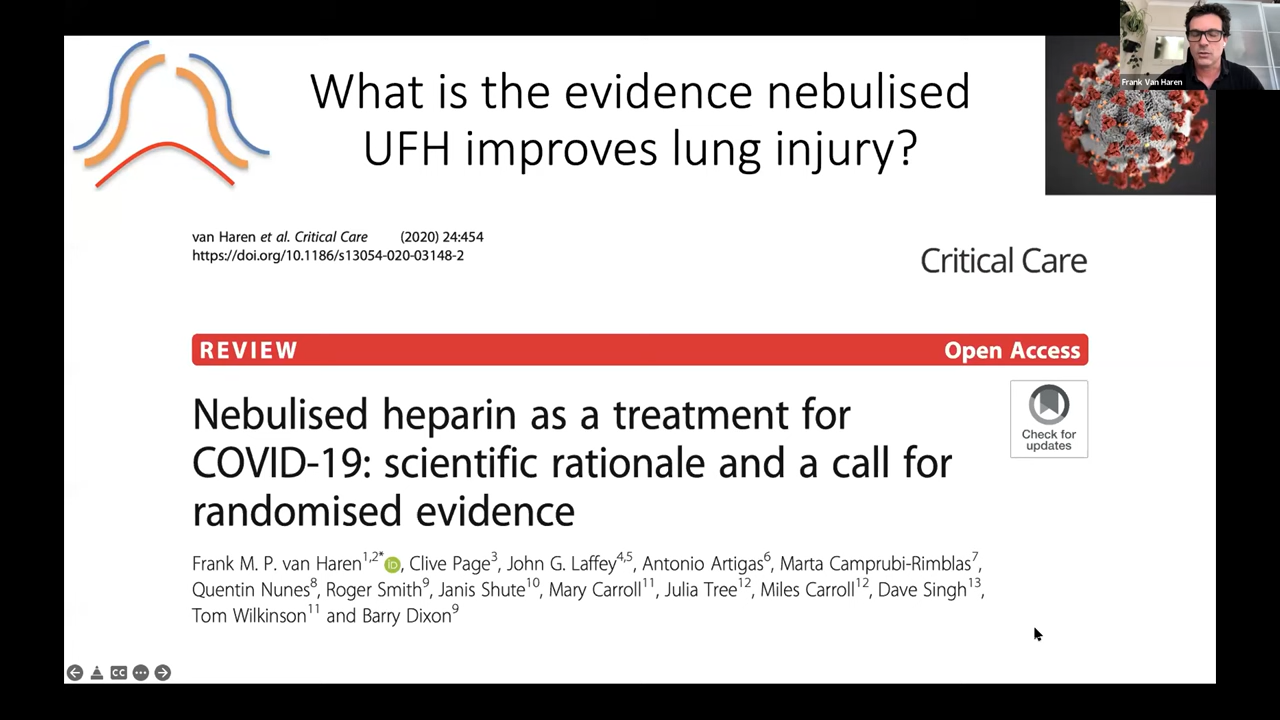 Frank Van Haren
What is the evidence nebulised
UFH improves lung injury?
van Haren et al. Critical Care (2020) 24:454
https://doi.org/10.1186/s13054-020-03148-2
Critical Care
REVIEW Open Access
Nebulised heparin as a treatment for
COVID-19: scientific rationale and a call for
randomised evidence
Check for
updates
Frank M. P. van Haren1,2* iD, Clive Page3, John G. Laffey4,5, Antonio Artigas6, Marta Camprubi-Rimblas7,
Quentin Nunes8, Roger Smith9, Janis Shute10, Mary Carroll11, Julia Tree12, Miles Carroll12, Dave Singh13,
Tom Wilkinson11 and Barry Dixon9
CC